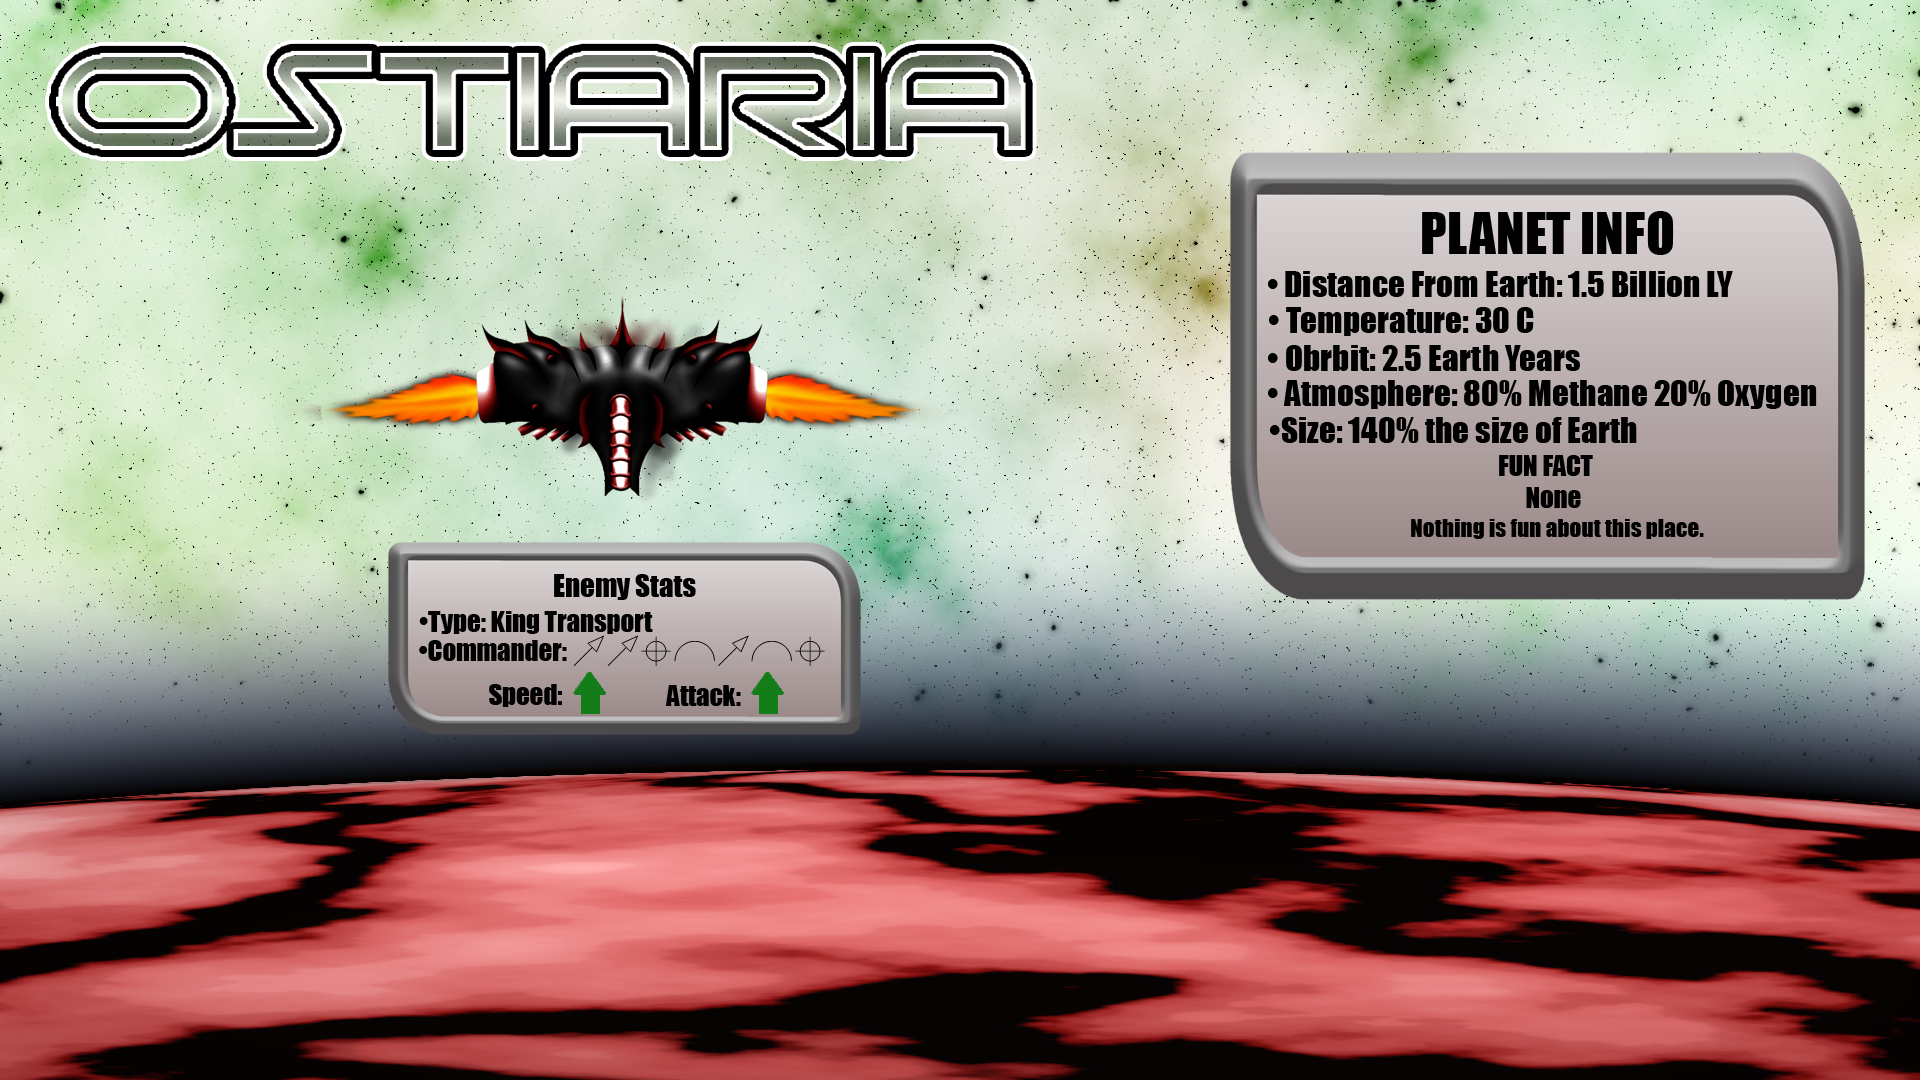 OSTIARIA
PLANET INFO
• Distance From Earth: 1.5 Billion LY
• Temperature: 30 C
• Obrbit: 2.5 Earth Years
• Atmosphere: 80% Methane 20% Oxygen
•Size: 140% the size of Earth
FUN FACT
None
Nothing is fun about this place.
Enemy Stats
•Type: King Transport
•Commander:
Speed: Attack: